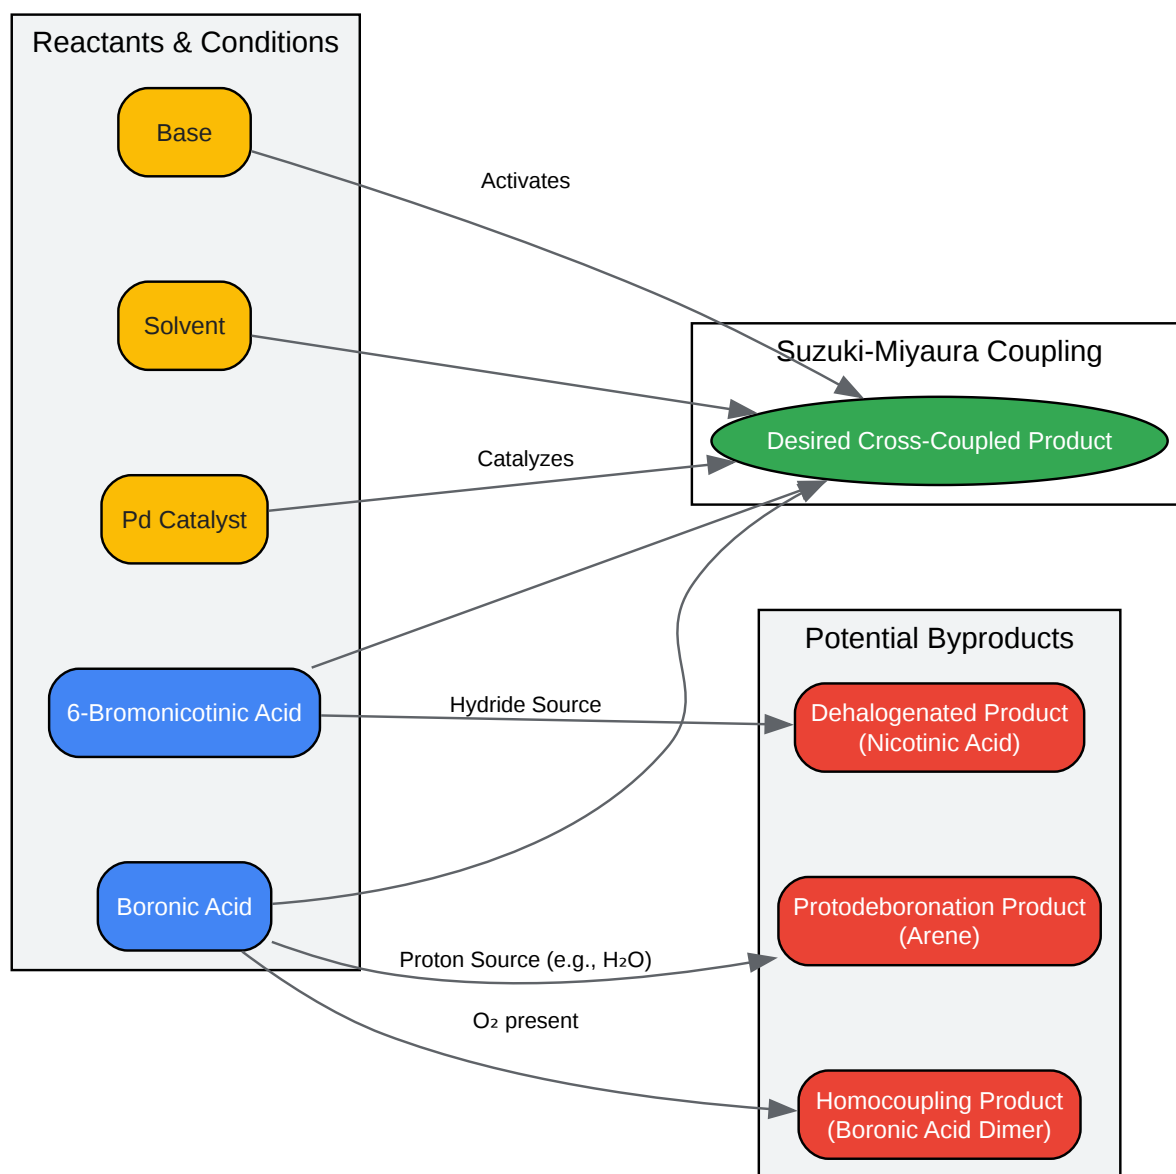 Reactants & Conditions
Base
Activates
Solvent
Suzuki-Miyaura Coupling
Desired Cross-Coupled Product
Catalyzes
Pd Catalyst
Potential Byproducts
6-Bromonicotinic Acid
Hydride Source
Dehalogenated Product
(Nicotinic Acid)
Boronic Acid
Protodeboronation Product
(Arene)
Proton Source (e.g., H₂O)
O₂ present
Homocoupling Product
(Boronic Acid Dimer)